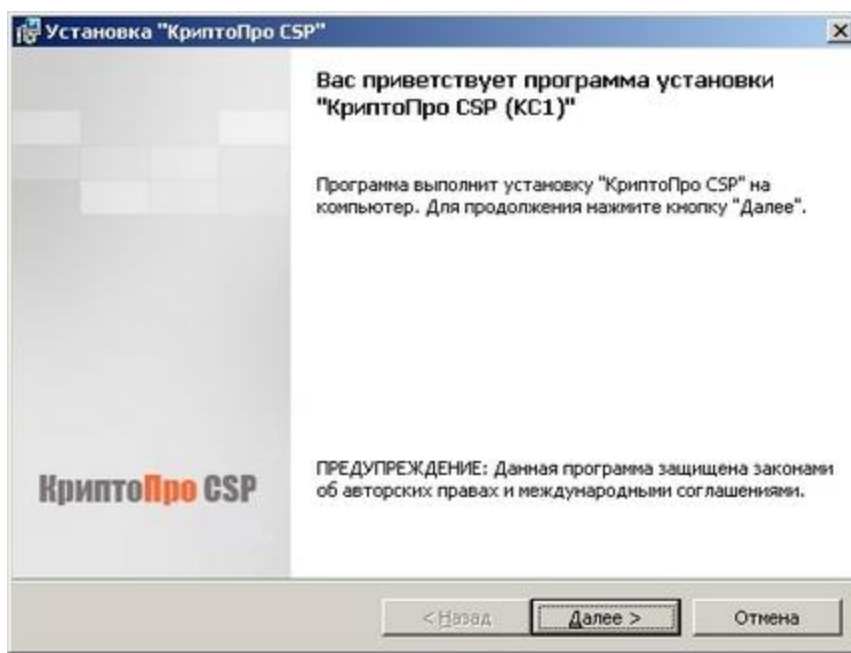 Установка "КриптоПро CSP"
Вас приветствует программа установки
"КриптоПро CSP (KC1)"
Программа выполнит установку "КриптоПро CSP" на
компьютер. Для продолжения нажмите кнопку "Далее".
КриптоПро CSP
ПРЕДУПРЕЖДЕНИЕ: Данная программа защищена законами
об авторских правах и международными соглашениями.
< Назад
Далее >
Отмена